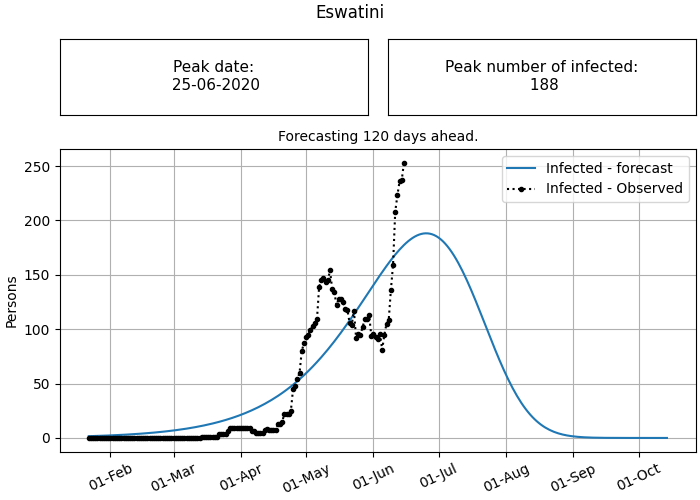 Eswatini
Peak date:
25-06-2020
Peak number of infected:
188
Forecasting 120 days ahead.
Infected - forecast
Infected - Observed
Persons
250
200
150
100
50
0
01-Feb
01-Mar
01-Apr
01-May
01-Jun
01-Jul
01-Aug
01-Sep
01-Oct